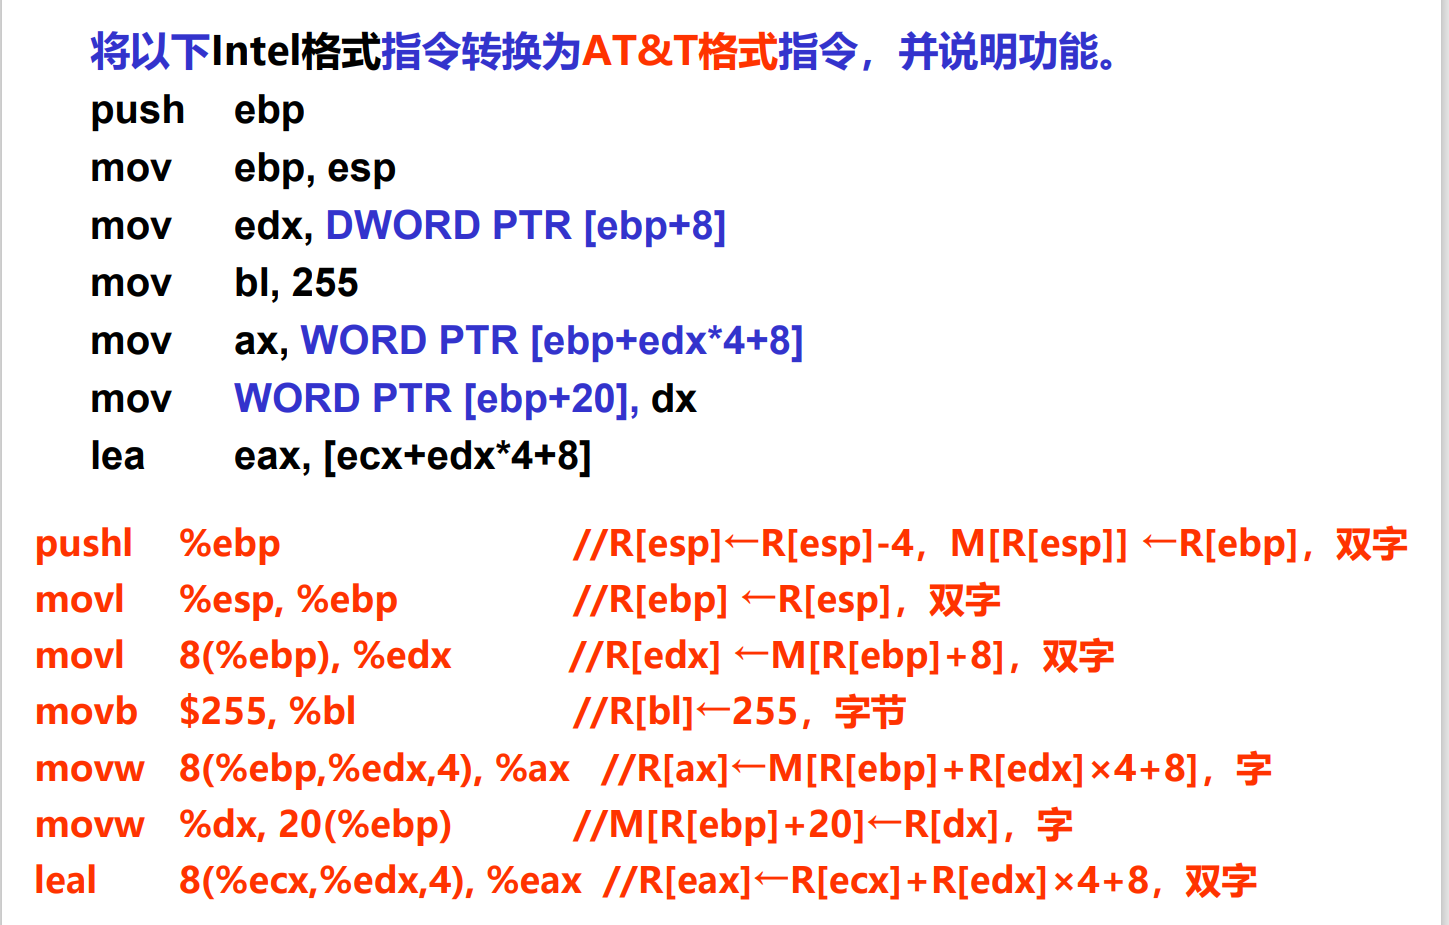 将以下Intel格式指令转换为AT&T格式指令，并说明功能。
push ebp
mov ebp, esp
mov edx, DWORD PTR [ebp+8]
mov bl, 255
mov ax, WORD PTR [ebp+edx*4+8]
mov WORD PTR [ebp+20], dx
lea eax, [ecx+edx*4+8]
pushl %ebp //R[esp]←R[esp]-4，M[R[esp]] ←R[ebp]，双字
movl %esp, %ebp //R[ebp] ←R[esp]，双字
movl 8(%ebp), %edx //R[edx] ←M[R[ebp]+8]，双字
movb $255, %bl //R[bl]←255，字节
movw 8(%ebp,%edx,4), %ax //R[ax]←M[R[ebp]+R[edx]×4+8]，字
movw %dx, 20(%ebp) //M[R[ebp]+20]←R[dx]，字
leal 8(%ecx,%edx,4), %eax //R[eax]←R[ecx]+R[edx]×4+8，双字